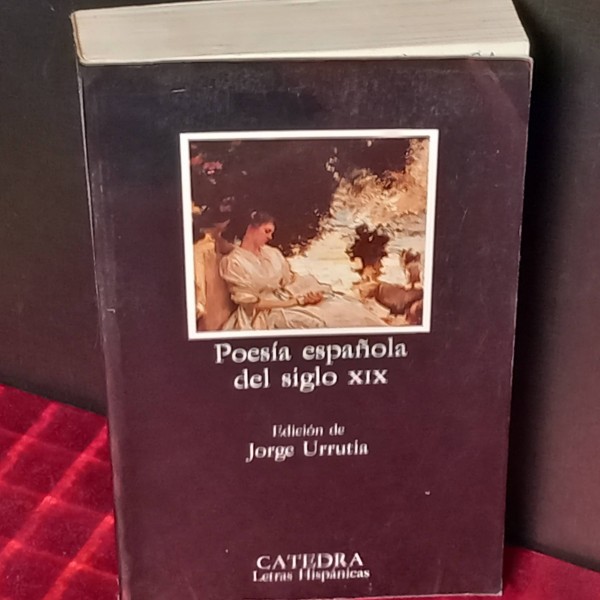 Poesía española
del siglo XIX
Edición de
Jorge Urrutia
CATEDRA
Letras Hispánicas